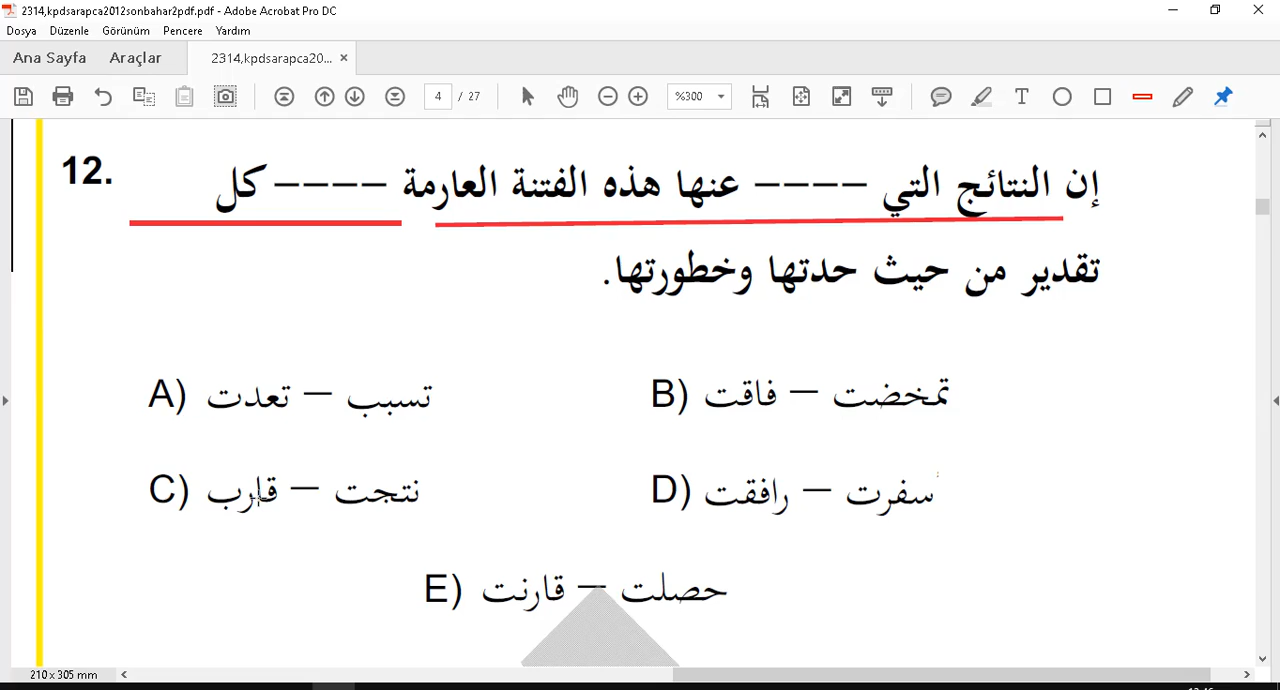 2314,kpdsarapca2012sonbahar2pdf.pdf - Adobe Acrobat Pro DC
Dosya Düzenle Görünüm Pencere Yardım
Ana Sayfa Araçlar 2314,kpdsarapca20... ×
4 / 27 %300
12. إن النتائج التي ---- عنها هذه الفتنة العارمة ---- كل
تقدير من حيث حدتها وخطورتها.
A) تسبب – تعدت
B) تمخضت – فاقت
C) نتجت – قارب
D) أسفرت – رافقت
E) حصلت – قارنت
210 x 305 mm